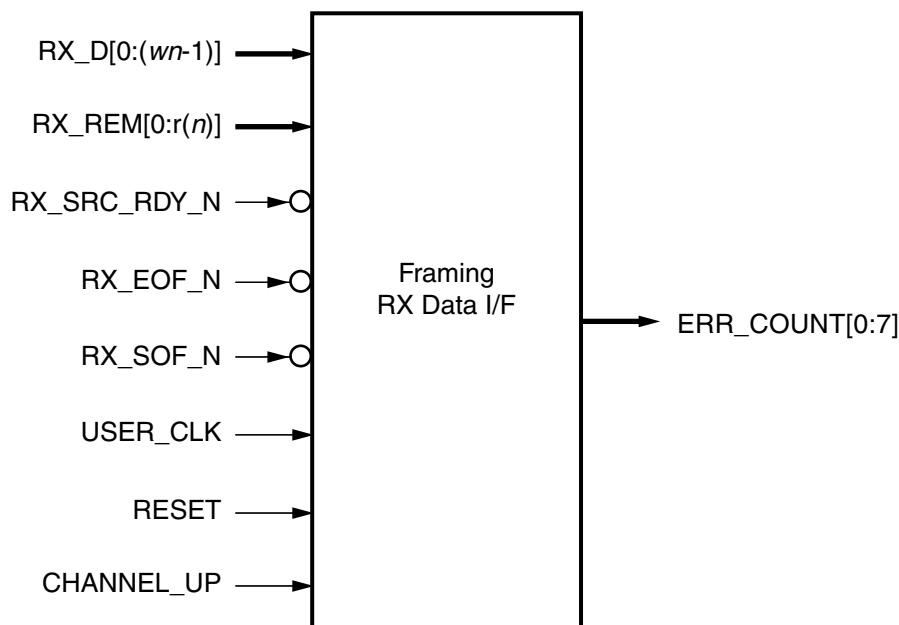 RX_D[0:(wn-1)]
RX_REM[0:r(n)]
RX_SRC_RDY_N
RX_EOF_N
RX_SOF_N
USER_CLK
RESET
CHANNEL_UP
Framing
RX Data I/F
ERR_COUNT[0:7]